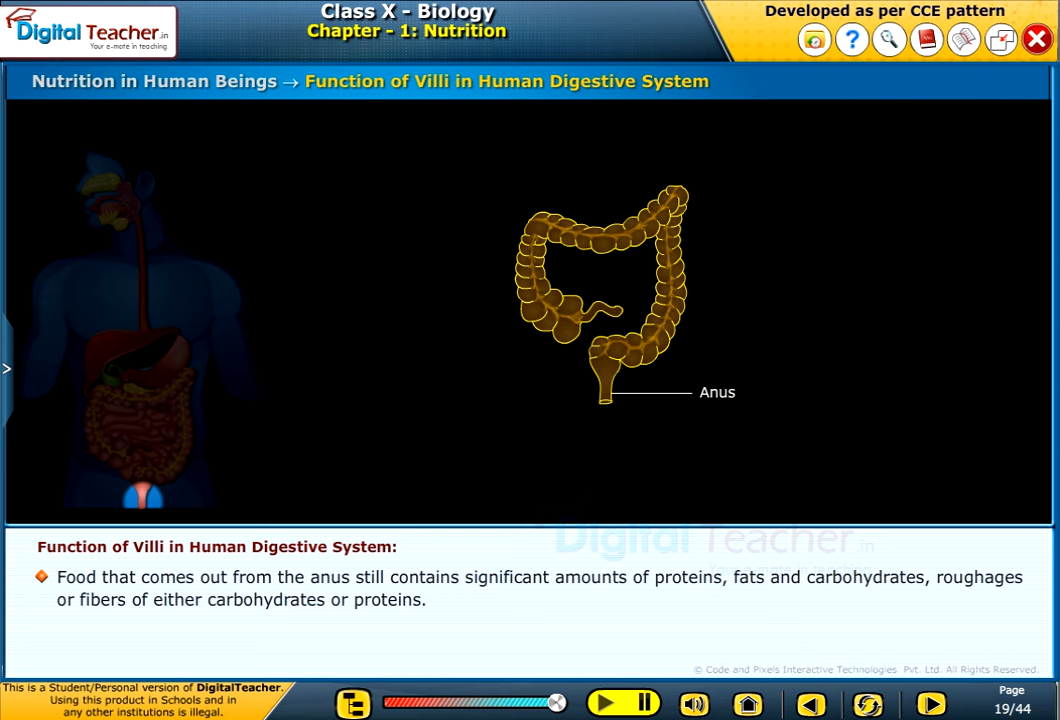 Digital Teacher.in
Your e-mate in teaching
Class X - Biology
Chapter - 1: Nutrition
Developed as per CCE pattern
Nutrition in Human Beings → Function of Villi in Human Digestive System
Anus
>
Digital Teacher.in
Your e-mate in teaching
Function of Villi in Human Digestive System:
Food that comes out from the anus still contains significant amounts of proteins, fats and carbohydrates, roughages
or fibers of either carbohydrates or proteins.
© Code and Pixels Interactive Technologies Pvt. Ltd. All Rights Reserved.
This is a Student/Personal version of DigitalTeacher.
Using this product in Schools and in
any other institutions is illegal.
Page
19/44